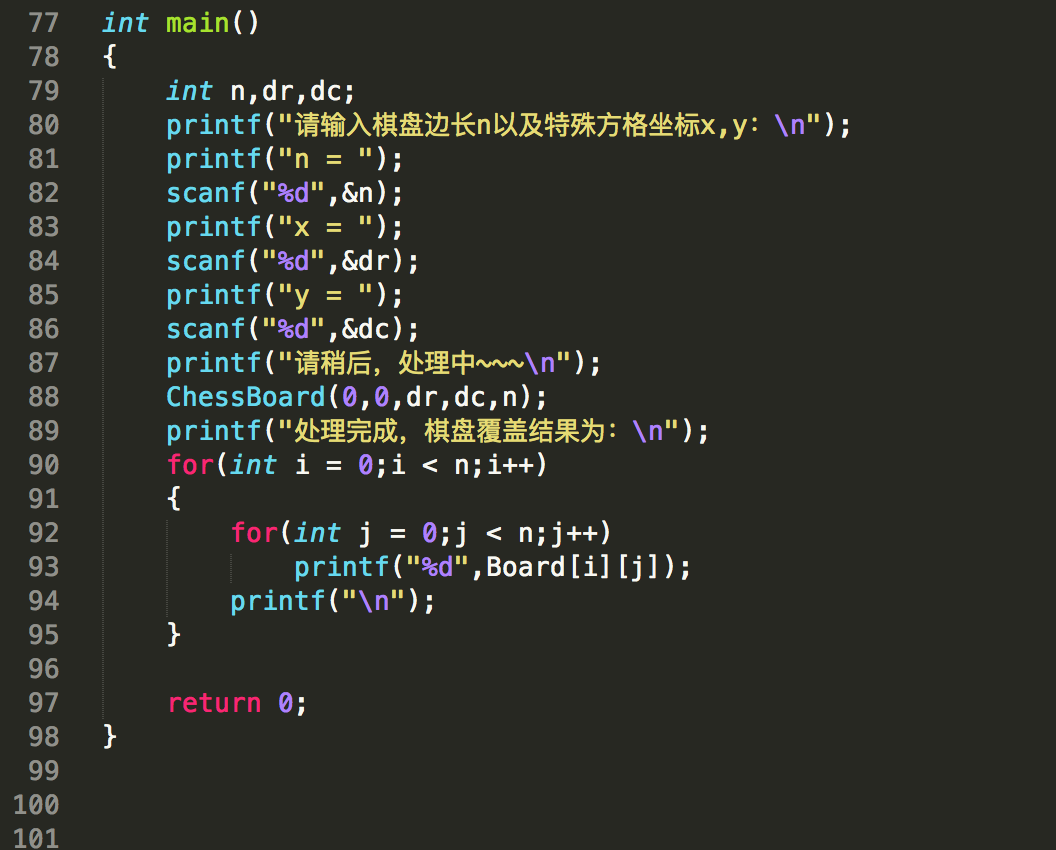 77 int main()
78 {
79 int n,dr,dc;
80 printf("请输入棋盘边长n以及特殊方格坐标x,y：\n");
81 printf("n = ");
82 scanf("%d",&n);
83 printf("x = ");
84 scanf("%d",&dr);
85 printf("y = ");
86 scanf("%d",&dc);
87 printf("请稍后，处理中~~~\n");
88 ChessBoard(0,0,dr,dc,n);
89 printf("处理完成，棋盘覆盖结果为：\n");
90 for(int i = 0;i < n;i++)
91 {
92 for(int j = 0;j < n;j++)
93 printf("%d",Board[i][j]);
94 printf("\n");
95 }
96
97 return 0;
98 }
99
100
101